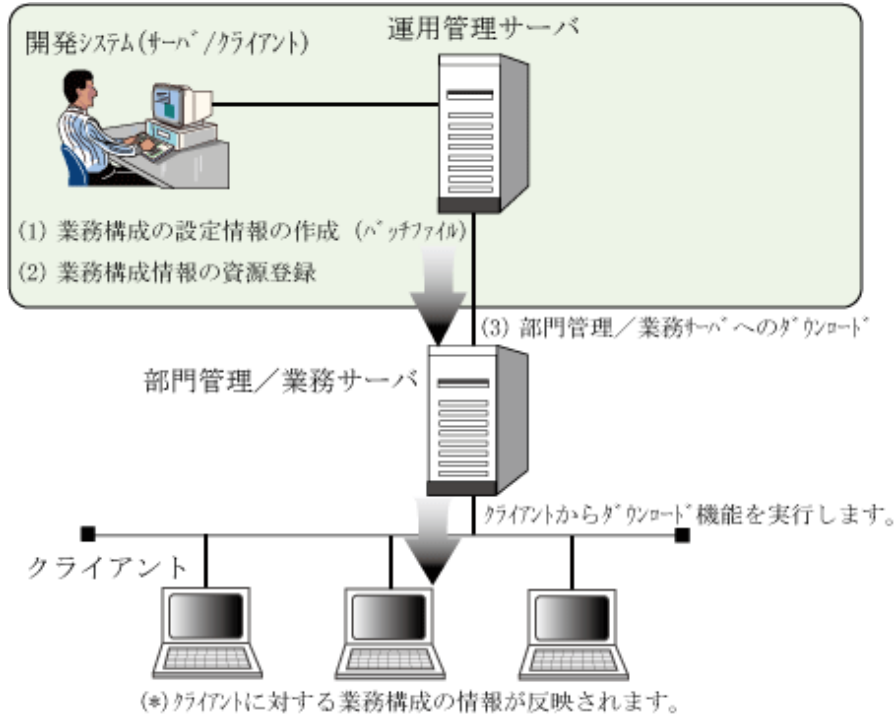 運用管理サーバ
開発ｼｽﾃﾑ(ｻｰﾊﾞ/ｸﾗｲｱﾝﾄ)
(1) 業務構成の設定情報の作成 (ﾊﾞｯﾁﾌｧｲﾙ)
(2) 業務構成情報の資源登録
(3) 部門管理／業務ｻｰﾊﾞへのﾀﾞｳﾝﾛｰﾄﾞ
部門管理／業務サーバ
ｸﾗｲｱﾝﾄからﾀﾞｳﾝﾛｰﾄﾞ機能を実行します。
クライアント
(*)ｸﾗｲｱﾝﾄに対する業務構成の情報が反映されます。